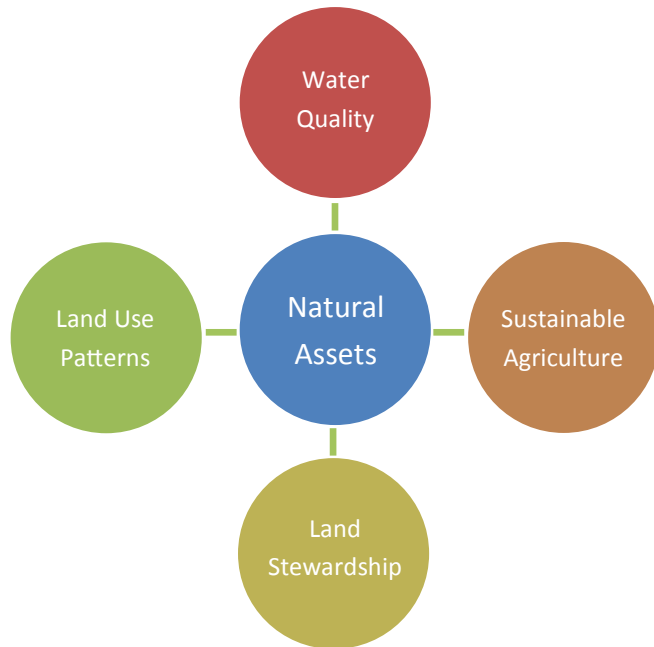 Water
Quality
Land Use
Patterns
Natural
Assets
Sustainable
Agriculture
Land
Stewardship